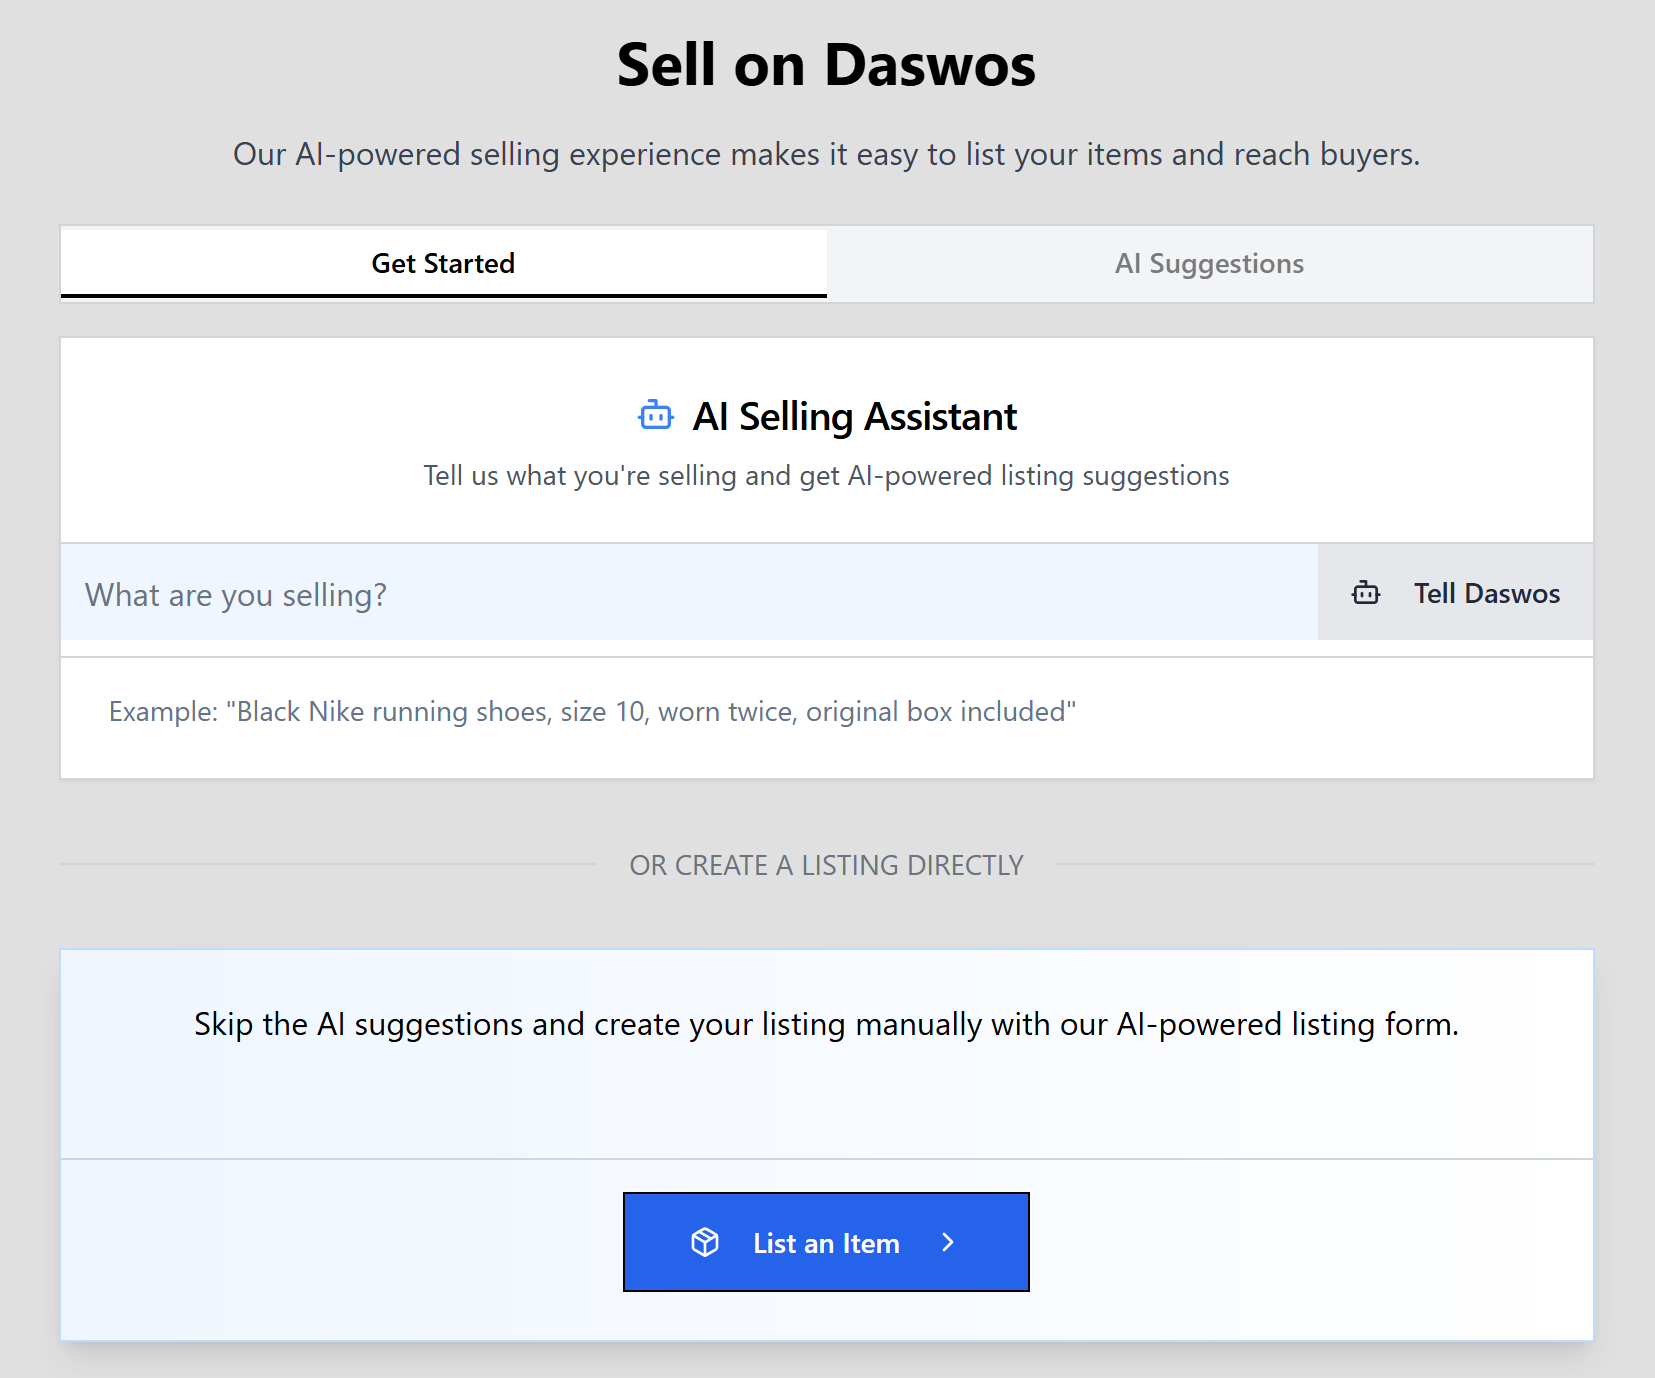 Sell on Daswos
Our AI-powered selling experience makes it easy to list your items and reach buyers.
Get Started
AI Suggestions
AI Selling Assistant
Tell us what you're selling and get AI-powered listing suggestions
What are you selling?
Tell Daswos
Example: "Black Nike running shoes, size 10, worn twice, original box included"
OR CREATE A LISTING DIRECTLY
Skip the AI suggestions and create your listing manually with our AI-powered listing form.
List an Item